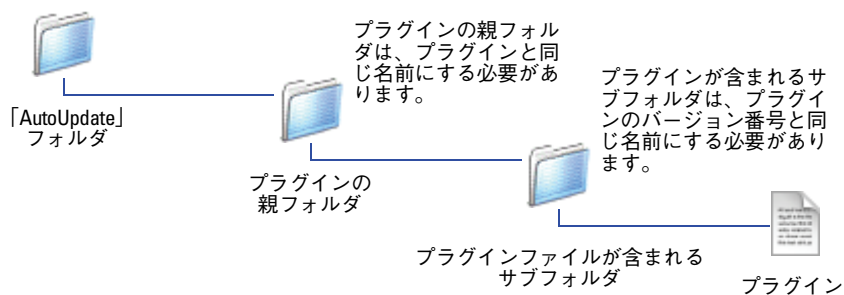 「AutoUpdate」
フォルダ
プラグインの親フォル
ダは、プラグインと同
じ名前にする必要があ
ります。
プラグインの
親フォルダ
プラグインが含まれるサ
ブフォルダは、プラグイ
ンのバージョン番号と同
じ名前にする必要があり
ます。
プラグインファイルが含まれる
サブフォルダ
プラグイン